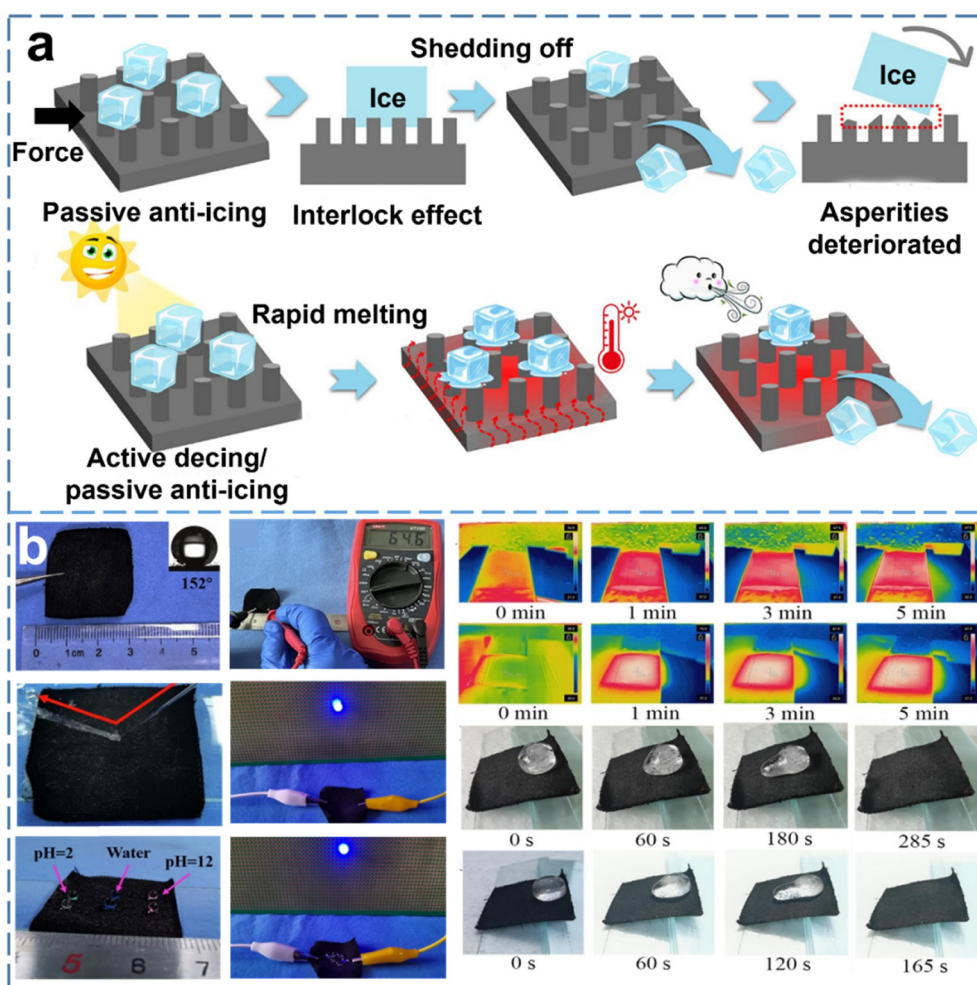 a
Shedding off
Ice
Ice
Force
Passive anti-icing
Interlock effect
Asperities
deteriorated
Rapid melting
Active decing/
passive anti-icing
b
152°
64.6
0 1cm 2 3 4 5
0 min
1 min
3 min
5 min
0 min
1 min
3 min
5 min
0 s
60 s
180 s
285 s
pH=2
Water
pH=12
5 6 7
0 s
60 s
120 s
165 s